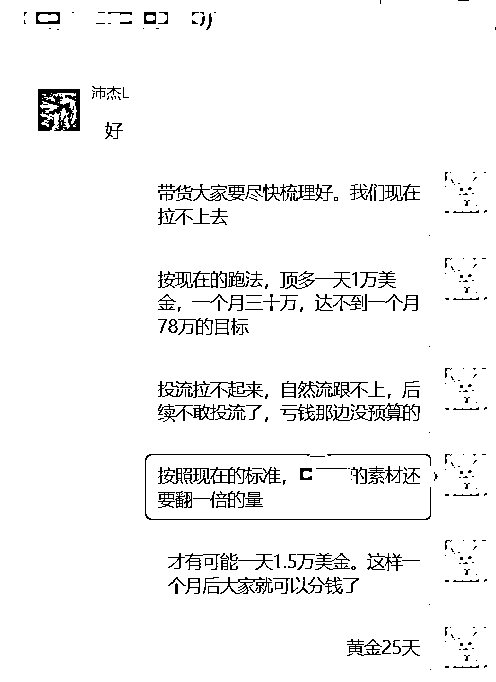 沛杰L
好
带货大家要尽快梳理好。我们现在
拉不上去
按现在的跑法，顶多一天1万美
金，一个月三十万，达不到一个月
78万的目标
投流拉不起来，自然流跟不上，后
续不敢投流了，亏钱那边没预算的
按照现在的标准，的素材还
要翻一倍的量
才有可能一天1.5万美金。这样一
个月后大家就可以分钱了
黄金25天